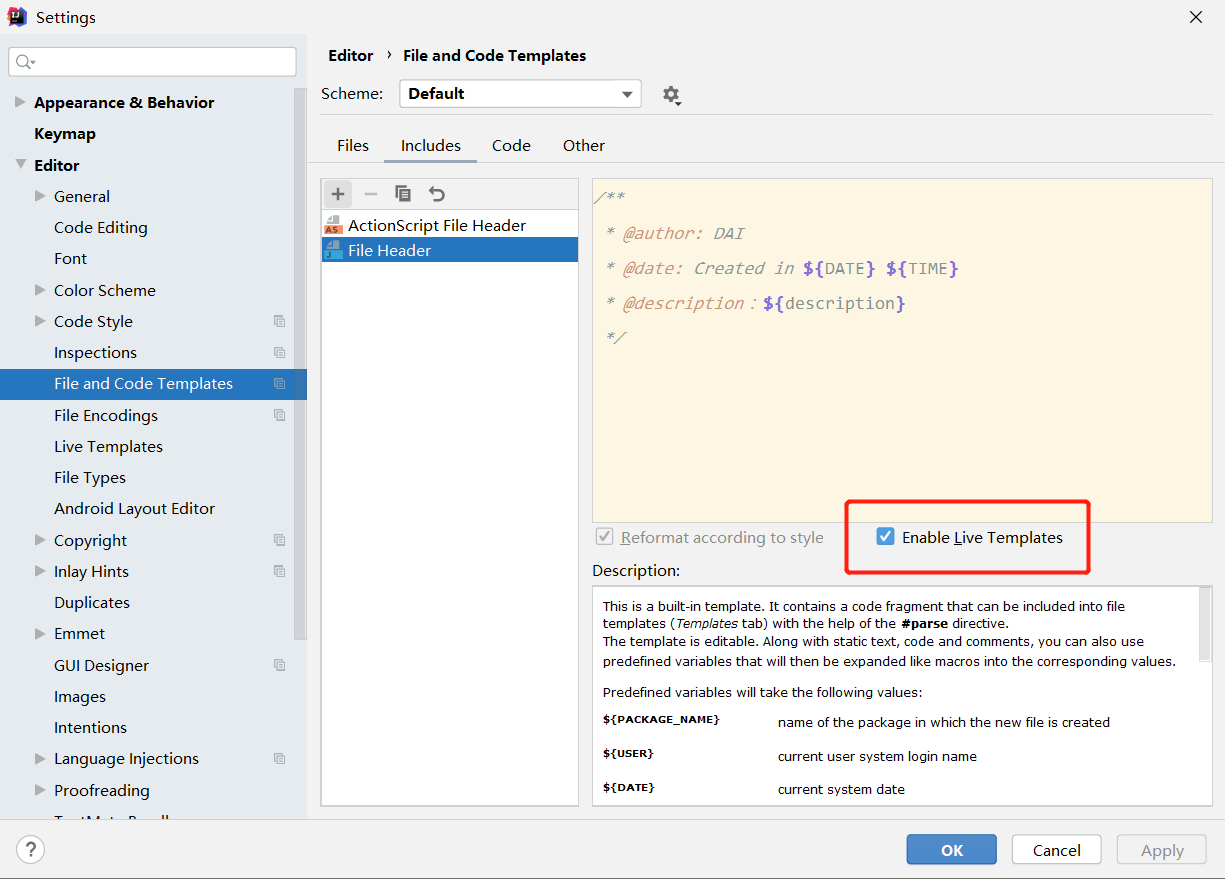 Settings
Editor › File and Code Templates
Scheme: Default
Appearance & Behavior
Keymap
Editor
General
Code Editing
Font
Color Scheme
Code Style
Inspections
File and Code Templates
File Encodings
Live Templates
File Types
Android Layout Editor
Copyright
Inlay Hints
Duplicates
Emmet
GUI Designer
Images
Intentions
Language Injections
Proofreading
Files Includes Code Other
ActionScript File Header
File Header
/**
* @author: DAI
* @date: Created in ${DATE} ${TIME}
* @description：${description}
*/
Reformat according to style Enable Live Templates
Description:
This is a built-in template. It contains a code fragment that can be included into file
templates (Templates tab) with the help of the #parse directive.
The template is editable. Along with static text, code and comments, you can also use
predefined variables that will then be expanded like macros into the corresponding values.
Predefined variables will take the following values:
${PACKAGE_NAME} name of the package in which the new file is created
${USER} current user system login name
${DATE} current system date
? OK Cancel Apply